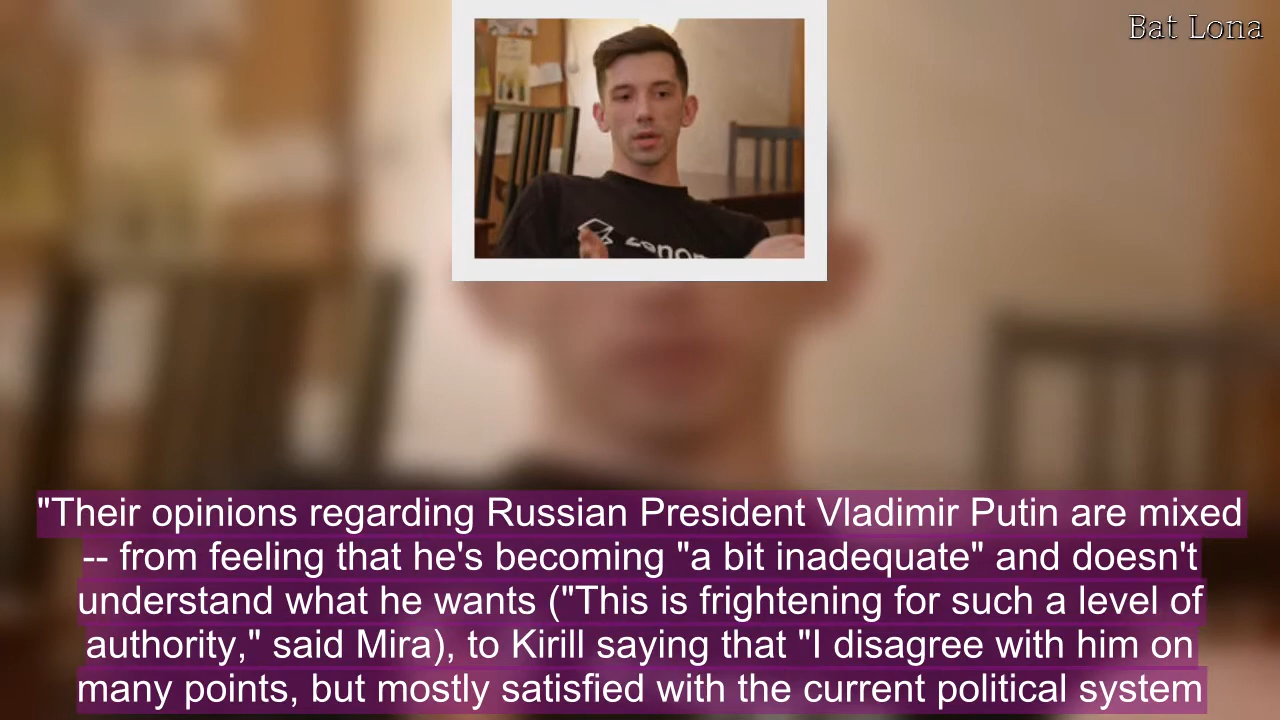 Bat Lona
"Their opinions regarding Russian President Vladimir Putin are mixed
-- from feeling that he's becoming "a bit inadequate" and doesn't
understand what he wants ("This is frightening for such a level of
authority," said Mira), to Kirill saying that "I disagree with him on
many points, but mostly satisfied with the current political system